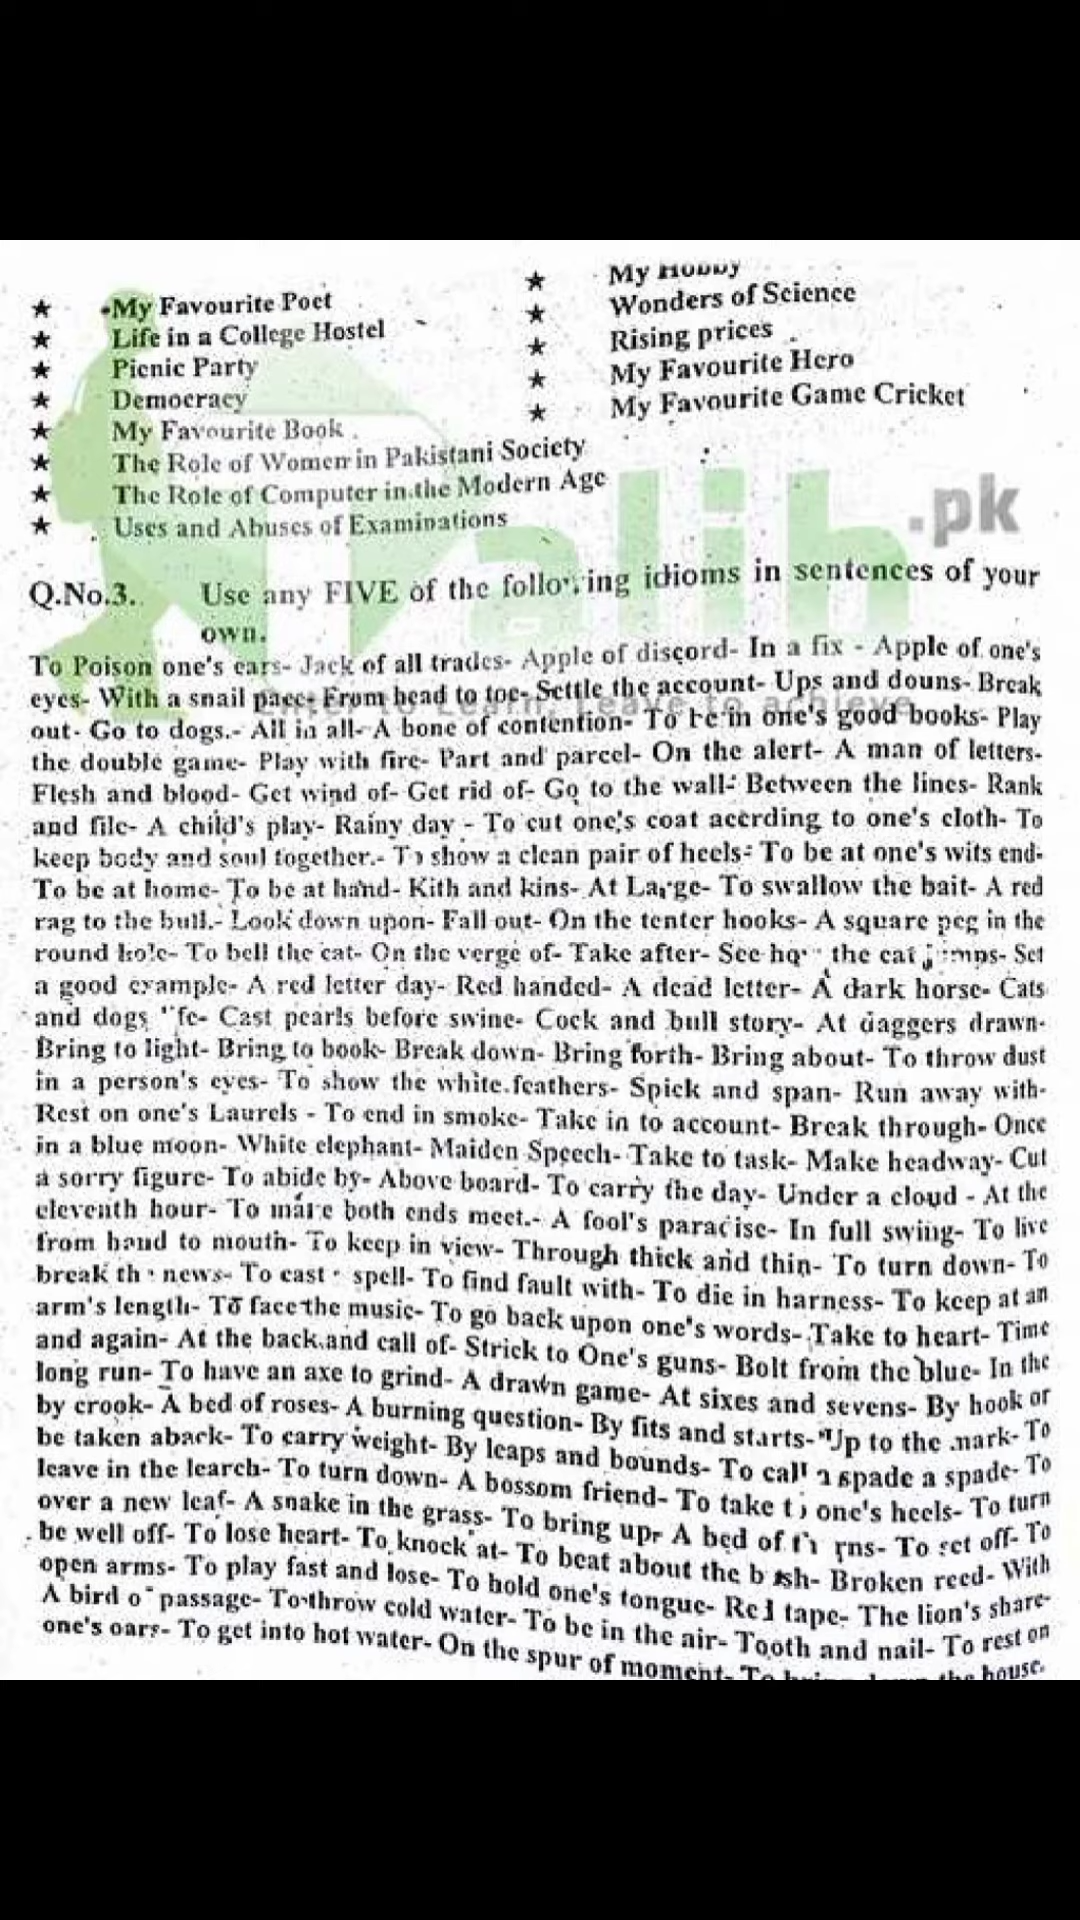 My Hobby
★ My Favourite Poet ★ Wonders of Science
★ Life in a College Hostel ★ Rising prices
★ Picnic Party ★ My Favourite Hero
★ Democracy ★ My Favourite Game Cricket
★ My Favourite Book
★ The Role of Women in Pakistani Society
★ The Role of Computer in the Modern Age
★ Uses and Abuses of Examinations
Talib.pk
Q.No.3. Use any FIVE of the following idioms in sentences of your
own.
To Poison one's ears- Jack of all trades- Apple of discord- In a fix - Apple of one's
eyes- With a snail pace- From head to toe- Settle the account- Ups and douns- Break
to Learn, Leave to achieve
out- Go to dogs.- All in all- A bone of contention- To be in one's good books- Play
the double game- Play with fire- Part and parcel- On the alert- A man of letters-
Flesh and blood- Get wind of- Get rid of- Go to the wall- Between the lines- Rank
and file- A child's play- Rainy day - To cut one's coat accrding to one's cloth- To
keep body and soul together.- To show a clean pair of heels- To be at one's wits end-
To be at home- To be at hand- Kith and kins- At Large- To swallow the bait- A red
rag to the bull.- Look down upon- Fall out- On the tenter hooks- A square peg in the
round hole- To bell the cat- On the verge of- Take after- See how the cat jumps- Set
a good example- A red letter day- Red handed- A dead letter- A dark horse- Cats
and dogs life- Cast pearls before swine- Cock and bull story- At daggers drawn-
Bring to light- Bring to book- Break down- Bring forth- Bring about- To throw dust
in a person's eyes- To show the white feathers- Spick and span- Run away with-
Rest on one's Laurels - To end in smoke- Take in to account- Break through- Once
in a blue moon- White elephant- Maiden Speech- Take to task- Make headway- Cut
a sorry figure- To abide by- Above board- To carry the day- Under a cloud - At the
eleventh hour- To make both ends meet.- A fool's paradise- In full swing- To live
from hand to mouth- To keep in view- Through thick and thin- To turn down- To
break the news- To cast spell- To find fault with- To die in harness- To keep at an
arm's length- To face the music- To go back upon one's words- Take to heart- Time
and again- At the back and call of- Strick to One's guns- Bolt from the blue- In the
long run- To have an axe to grind- A drawn game- At sixes and sevens- By hook or
by crook- A bed of roses- A burning question- By fits and starts- Up to the mark- To
be taken aback- To carry weight- By leaps and bounds- To call a spade a spade- To
leave in the learch- To turn down- A bossom friend- To take to one's heels- To turn
over a new leaf- A snake in the grass- To bring up- A bed of thorns- To set off- To
be well off- To lose heart- To knock at- To beat about the bush- Broken reed- With
open arms- To play fast and lose- To hold one's tongue- Red tape- The lion's share-
A bird of passage- To throw cold water- To be in the air- Tooth and nail- To rest on
one's oars- To get into hot water- On the spur of moment- To bring down the house.